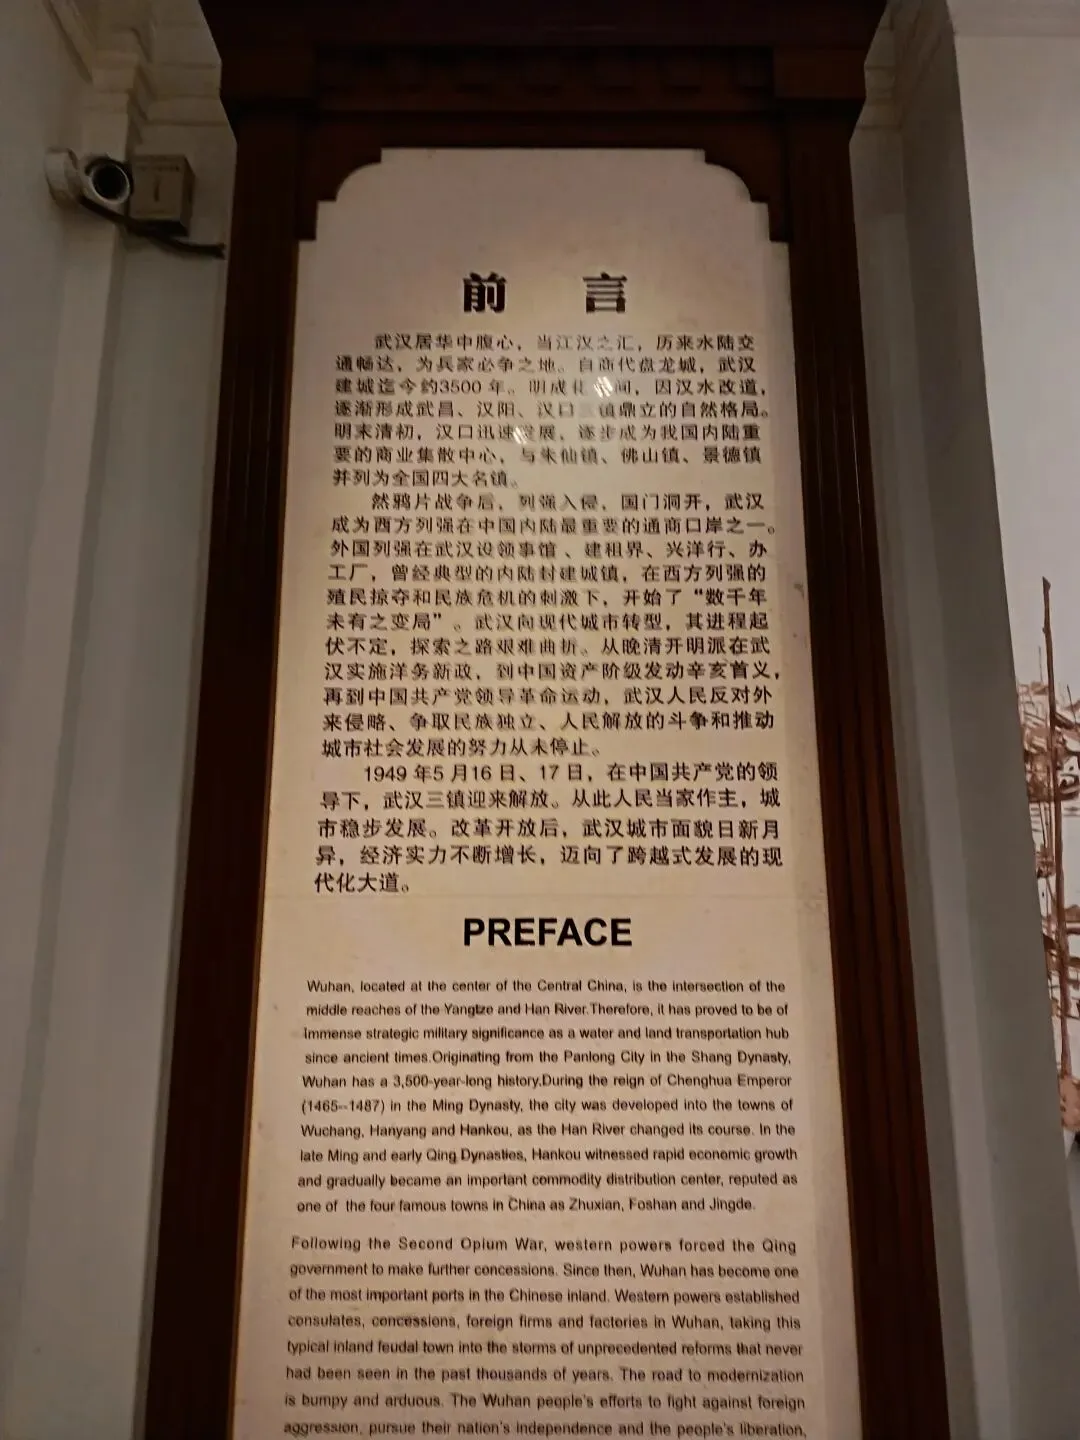 前 言
武汉居华中腹心，当江汉之汇，历来水陆交
通畅达，为兵家必争之地。自商代盘龙城，武汉
建城迄今约3500 年。明成化 间，因汉水改道，
逐渐形成武昌、汉阳、汉口三镇鼎立的自然格局。
明末清初，汉口迅速发展，逐步成为我国内陆重
要的商业集散中心，与朱仙镇、佛山镇、景德镇
并列为全国四大名镇。
然鸦片战争后，列强入侵，国门洞开，武汉
成为西方列强在中国内陆最重要的通商口岸之一。
外国列强在武汉设领事馆、建租界、兴洋行、办
工厂，曾经典型的内陆封建城镇，在西方列强的
殖民掠夺和民族危机的刺激下，开始了“数千年
未有之变局”。武汉向现代城市转型，其进程起
伏不定，探索之路艰难曲折。从晚清开明派在武
汉实施洋务新政，到中国资产阶级发动辛亥首义，
再到中国共产党领导革命运动，武汉人民反对外
来侵略、争取民族独立、人民解放的斗争和推动
城市社会发展的努力从未停止。
1949 年5 月16 日、17 日，在中国共产党的领
导下，武汉三镇迎来解放。从此人民当家作主，城
市稳步发展。改革开放后，武汉城市面貌日新月
异，经济实力不断增长，迈向了跨越式发展的现
代化大道。
PREFACE
Wuhan, located at the center of the Central China, is the intersection of the
middle reaches of the Yangtze and Han River.Therefore, it has proved to be of
immense strategic military significance as a water and land transportation hub
since ancient times.Originating from the Panlong City in the Shang Dynasty,
Wuhan has a 3,500-year-long history.During the reign of Chenghua Emperor
(1465--1487) in the Ming Dynasty, the city was developed into the towns of
Wuchang, Hanyang and Hankou, as the Han River changed its course. In the
late Ming and early Qing Dynasties, Hankou witnessed rapid economic growth
and gradually became an important commodity distribution center, reputed as
one of the four famous towns in China as Zhuxian, Foshan and Jingde.
Following the Second Opium War, western powers forced the Qing
government to make further concessions. Since then, Wuhan has become one
of the most important ports in the Chinese inland. Western powers established
consulates, concessions, foreign firms and factories in Wuhan, taking this
typical inland feudal town into the storms of unprecedented reforms that never
had been seen in the past thousands of years. The road to modernization
is bumpy and arduous. The Wuhan people's efforts to fight against foreign
aggression, pursue their nation's independence and the people's liberation,